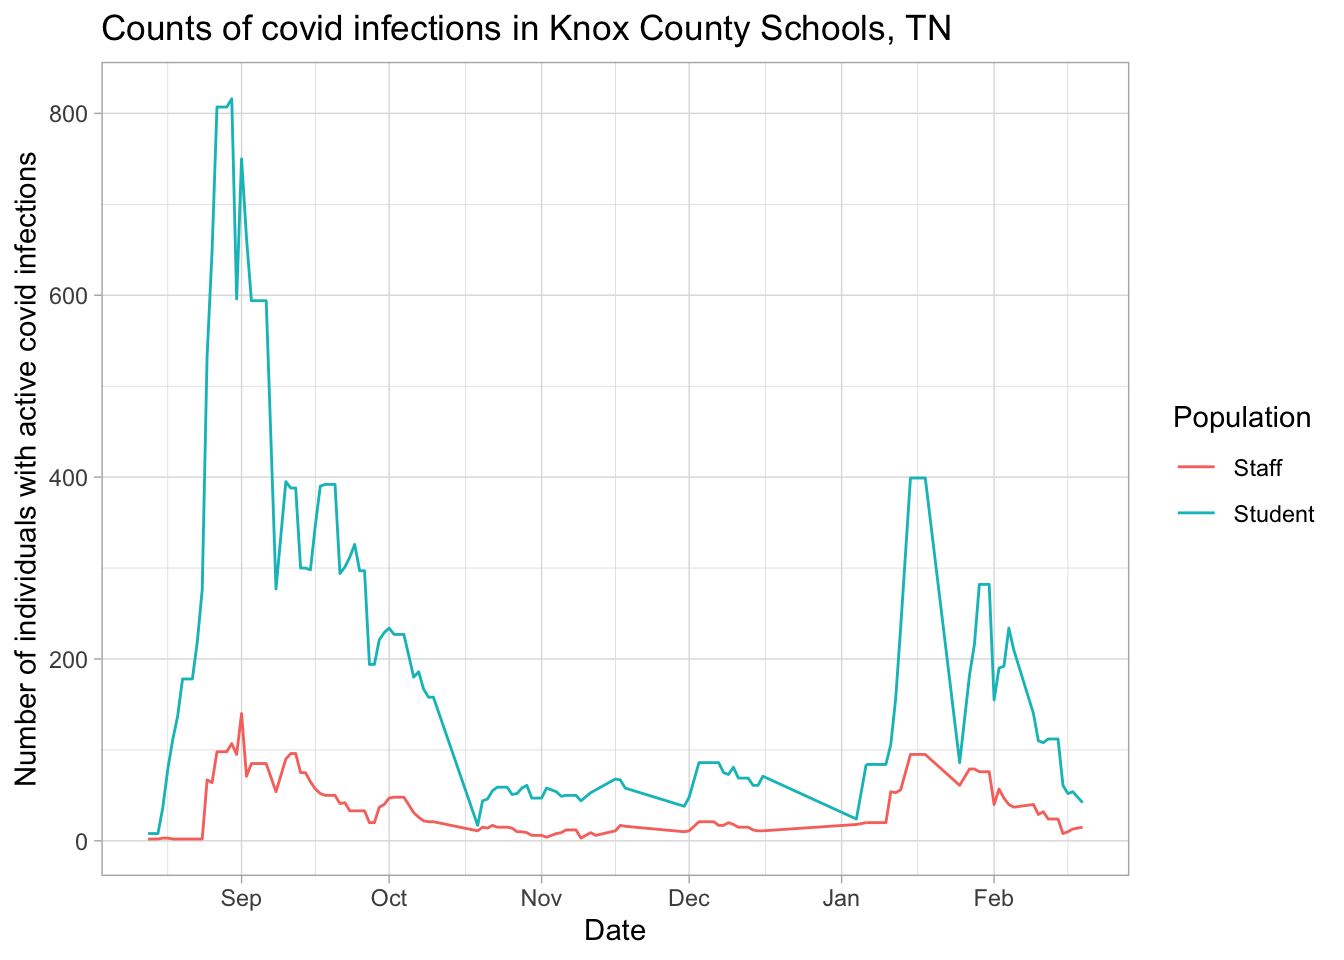 Counts of covid infections in Knox County Schools, TN
Number of individuals with active covid infections
800
600
400
200
0
Sep Oct Nov Dec Jan Feb
Date
Population
Staff
Student